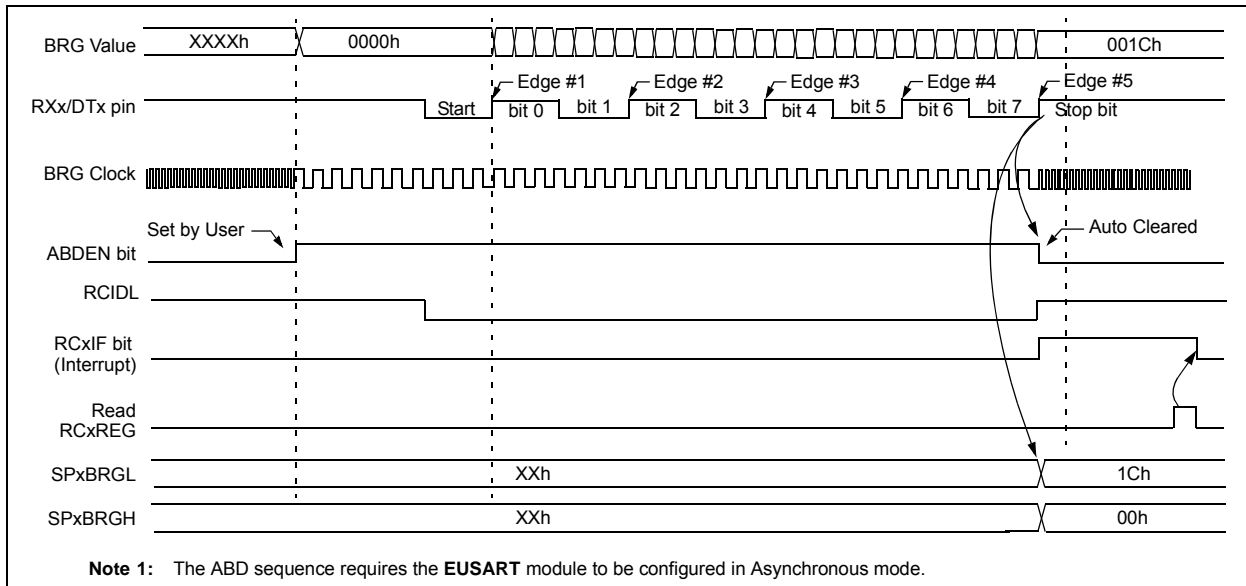 BRG Value XXXXh 0000h 001Ch
Edge #1 Edge #2 Edge #3 Edge #4 Edge #5
RXx/DTx pin Start bit 0 bit 1 bit 2 bit 3 bit 4 bit 5 bit 6 bit 7 Stop bit
BRG Clock
Set by User Auto Cleared
ABDEN bit
RCIDL
RCxIF bit
(Interrupt)
Read
RCxREG
SPxBRGL XXh 1Ch
SPxBRGH XXh 00h
Note 1: The ABD sequence requires the EUSART module to be configured in Asynchronous mode.